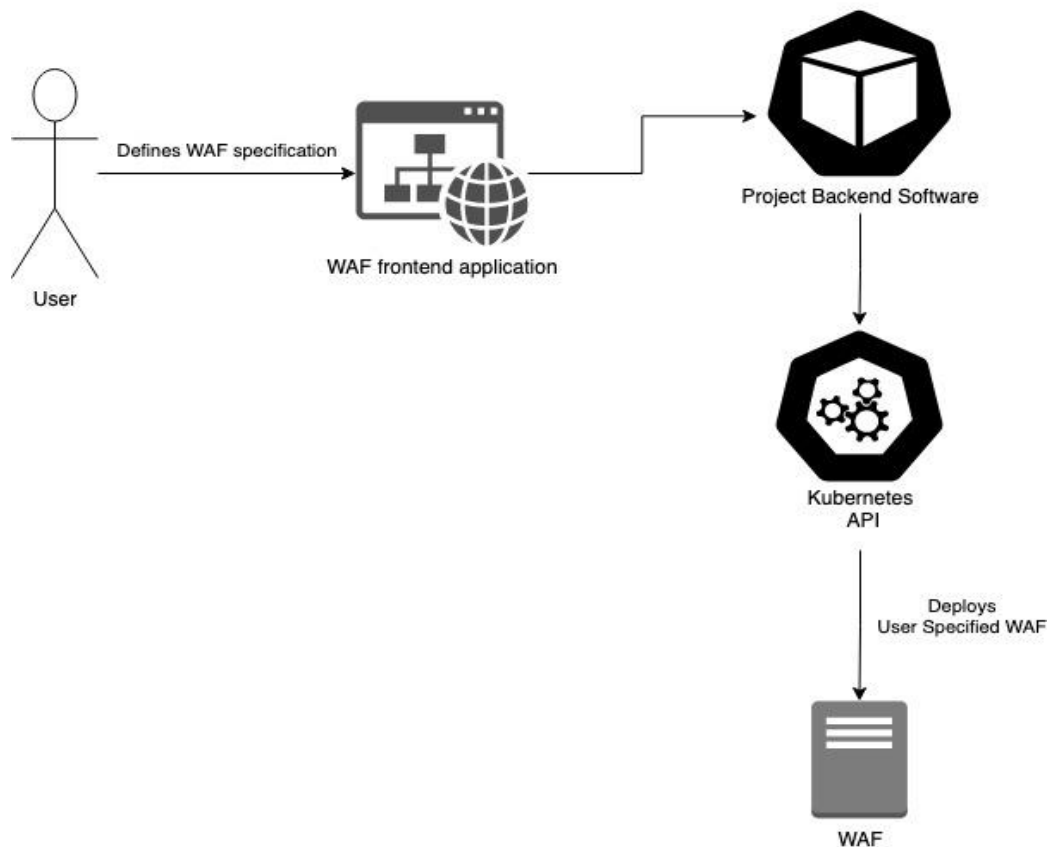 Defines WAF specification
User
WAF frontend application
Project Backend Software
Kubernetes
API
Deploys
User Specified WAF
WAF